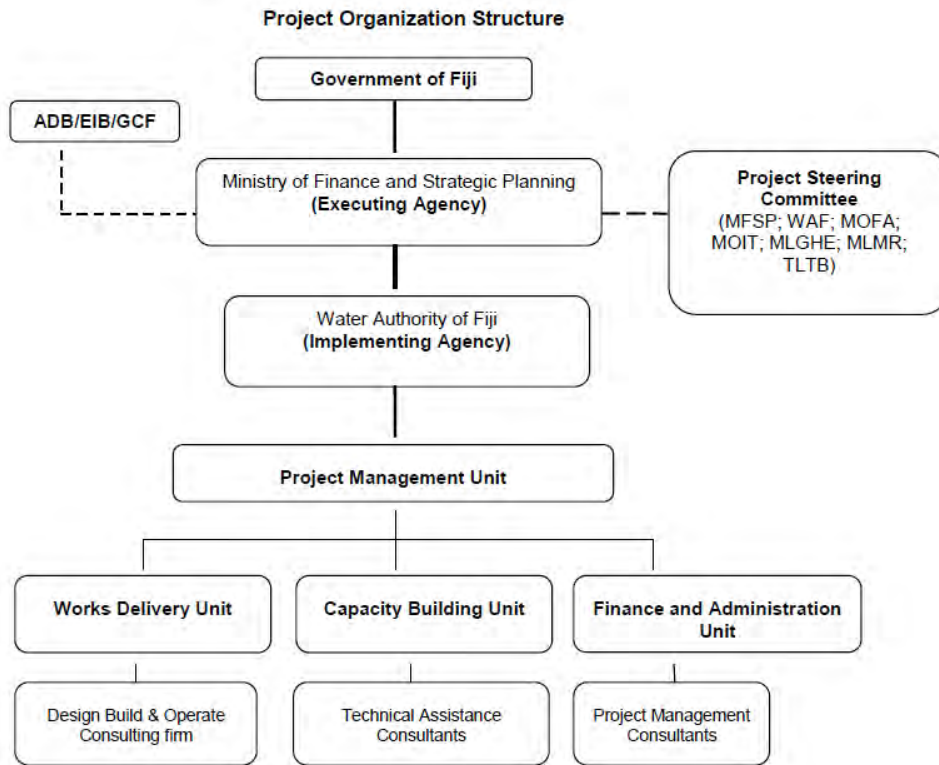 Project Organization Structure
Government of Fiji
ADB/EIB/GCF
Ministry of Finance and Strategic Planning
(Executing Agency)
Project Steering
Committee
(MFSP; WAF; MOFA;
MOIT; MLGHE; MLMR;
TLTB)
Water Authority of Fiji
(Implementing Agency)
Project Management Unit
Works Delivery Unit
Capacity Building Unit
Finance and Administration
Unit
Design Build & Operate
Consulting firm
Technical Assistance
Consultants
Project Management
Consultants